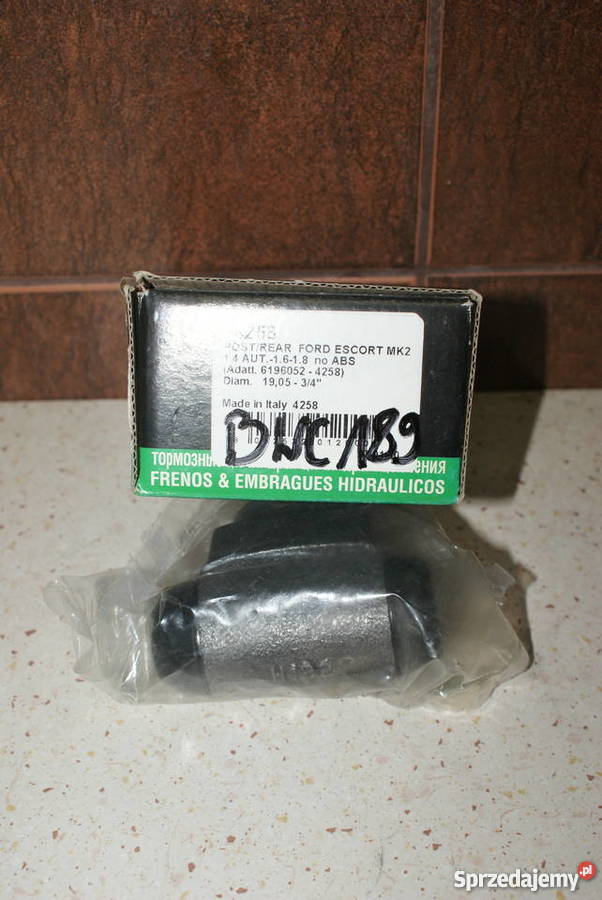 4258
POST/REAR FORD ESCORT MK2
1.4 AUT.-1.6-1.8 no ABS
(Adatt. 6196052 - 4258)
Diam. 19,05 - 3/4"
Made in Italy 4258
BWC189
FRENOS & EMBRAGUES HIDRAULICOS
Sprzedajemy.pl